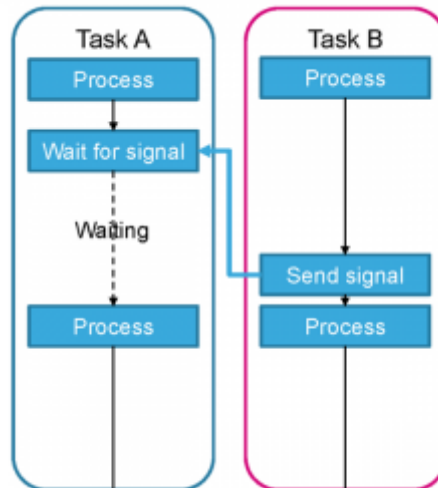 Task A
Process
Wait for signal
Waiting
Process
Task B
Process
Send signal
Process